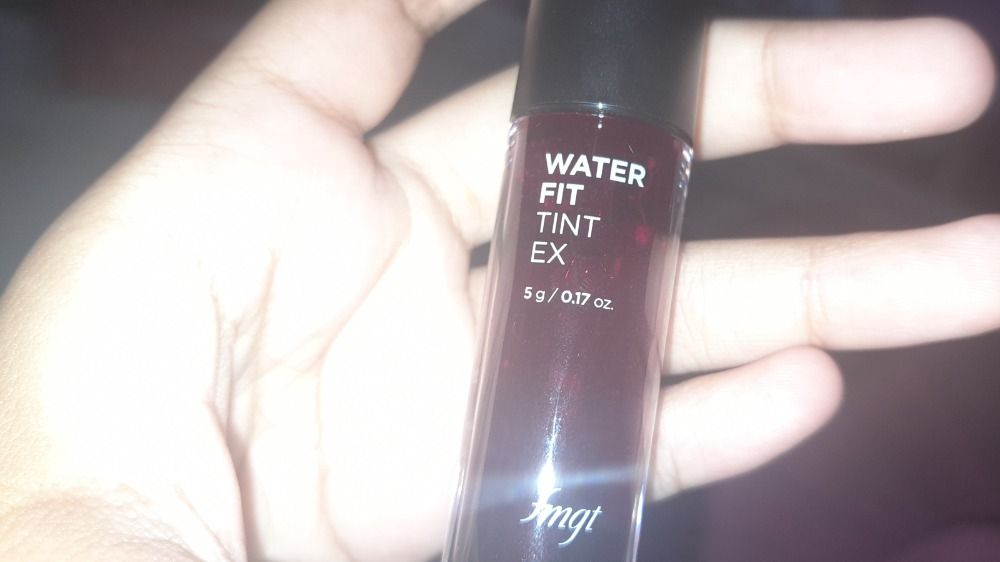 WATER
FIT
TINT
EX
5 g / 0.17 oz.
fmgt